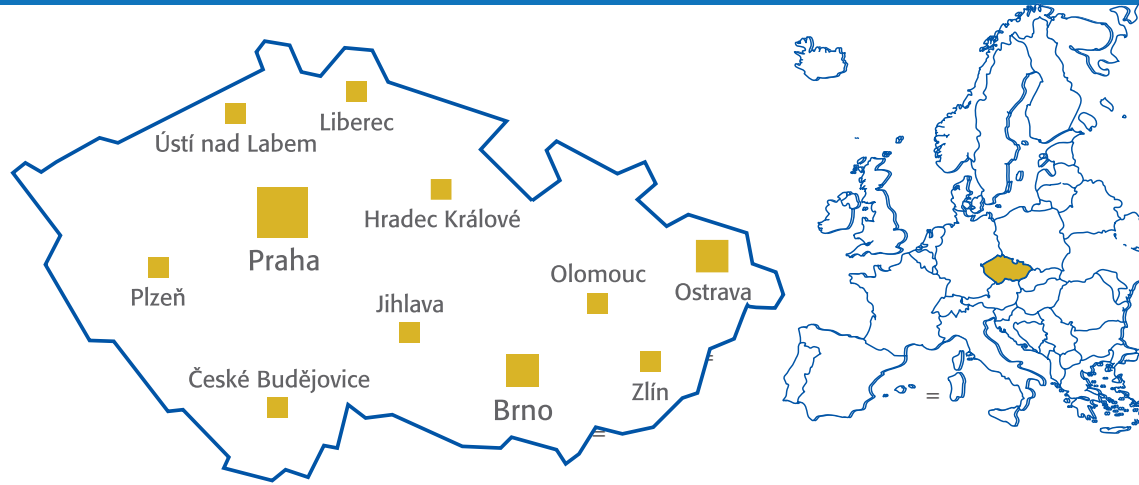 Liberec
Ústí nad Labem
Hradec Králové
Praha
Olomouc
Ostrava
Plzeň
Jihlava
České Budějovice
Zlín
Brno
=
=
=